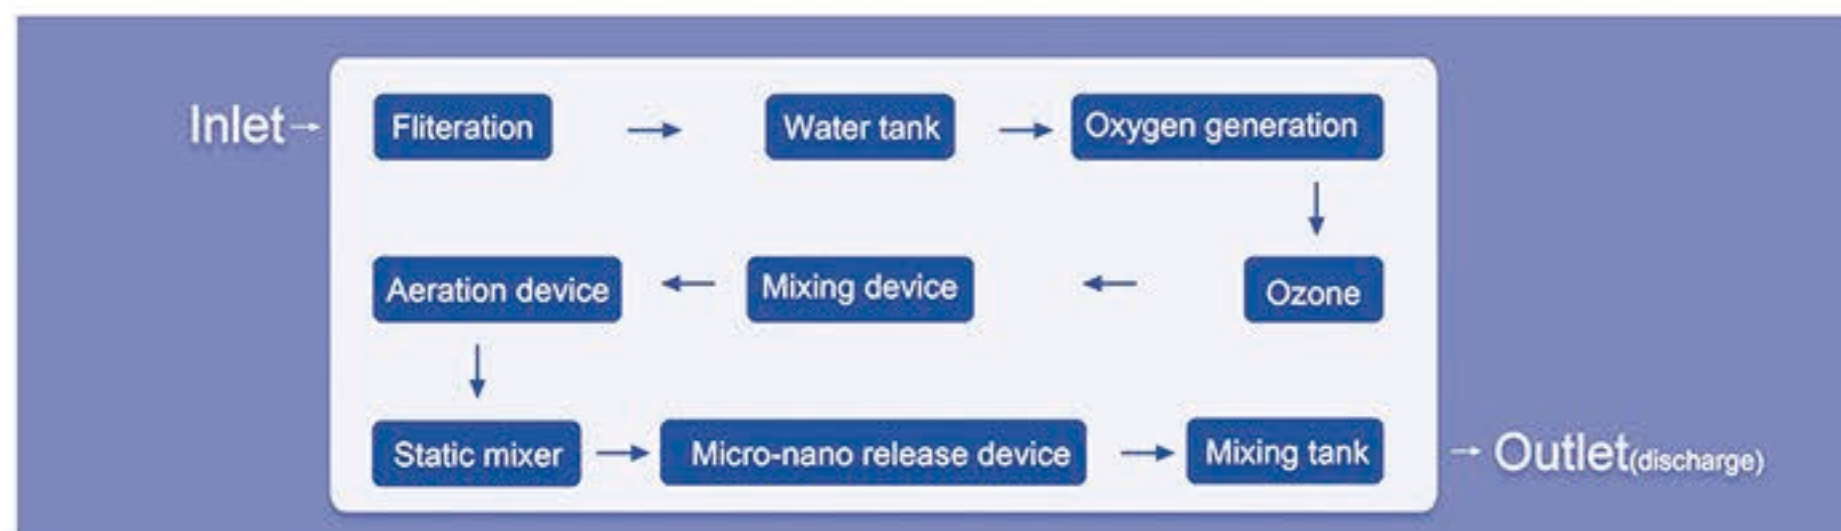 Inlet
Fliteration
Water tank
Oxygen generation
Ozone
Mixing device
Aeration device
Static mixer
Micro-nano release device
Mixing tank
Outlet(discharge)